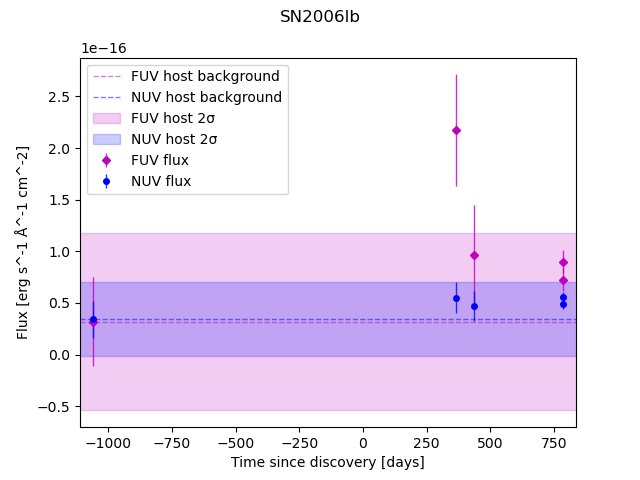 SN2006lb
1e−16
FUV host background
NUV host background
FUV host 2σ
NUV host 2σ
FUV flux
NUV flux
2.5
2.0
1.5
1.0
0.5
0.0
−0.5
Flux [erg s^-1 Å^-1 cm^-2]
−1000
−750
−500
−250
0
250
500
750
Time since discovery [days]